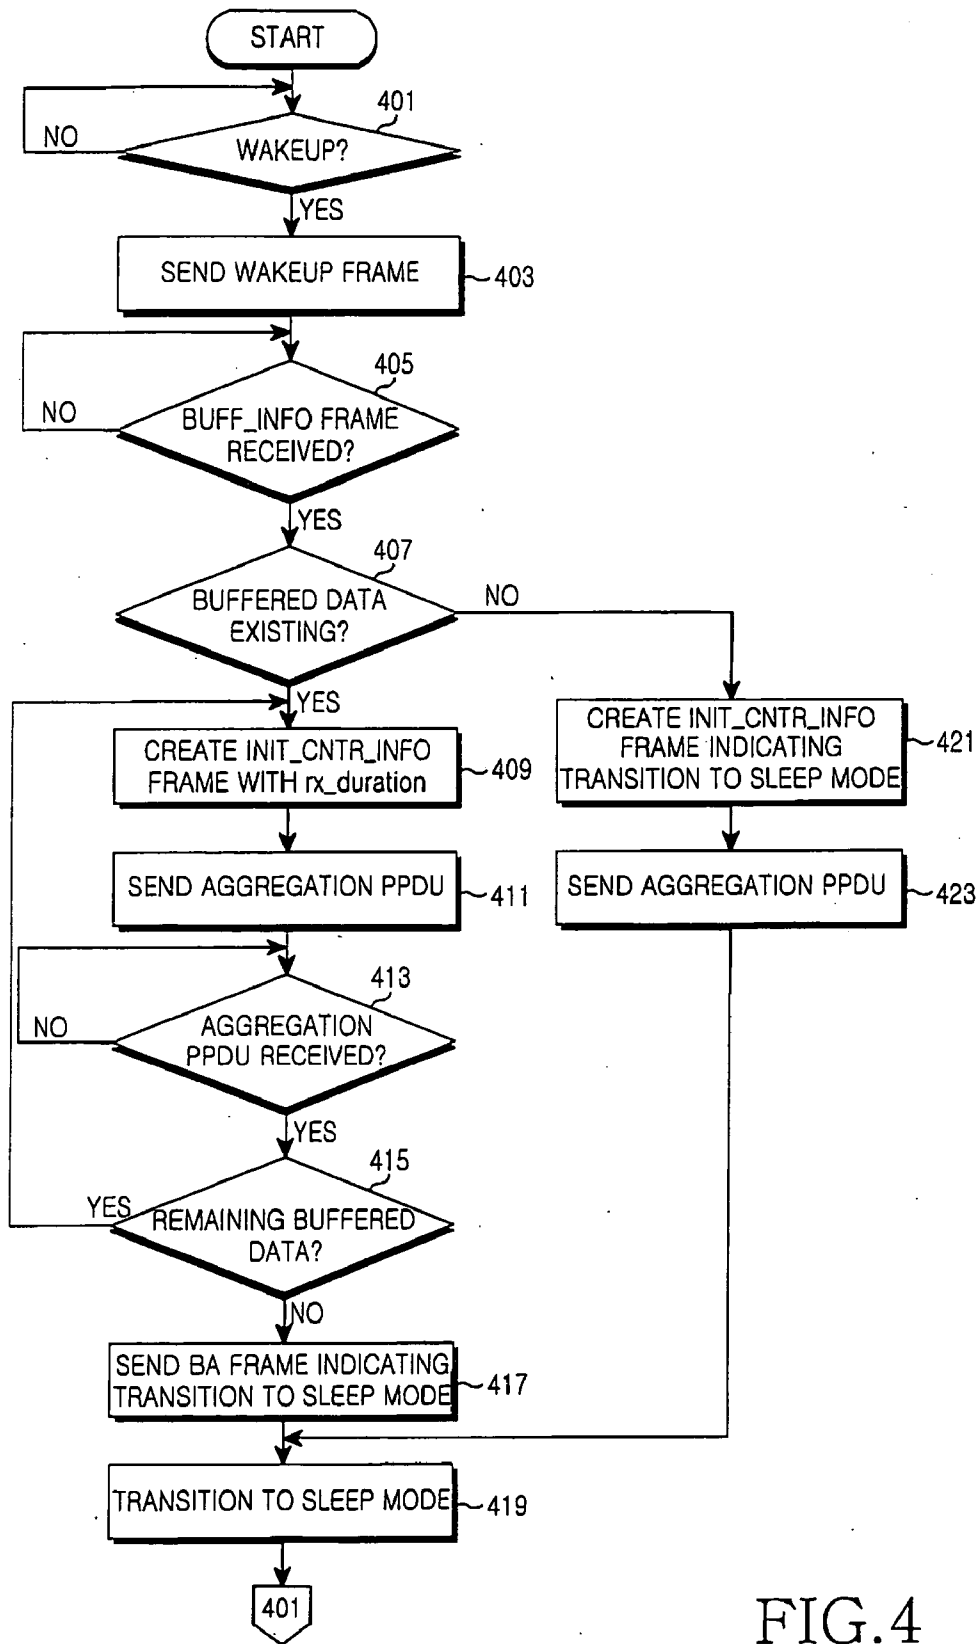 START
401
NO
WAKEUP?
YES
SEND WAKEUP FRAME
403
405
NO
BUFF_INFO FRAME
RECEIVED?
YES
407
BUFFERED DATA
EXISTING?
NO
YES
CREATE INIT_CNTR_INFO
FRAME WITH rx_duration
409
CREATE INIT_CNTR_INFO
FRAME INDICATING
TRANSITION TO SLEEP MODE
421
SEND AGGREGATION PPDU
411
SEND AGGREGATION PPDU
423
413
NO
AGGREGATION
PPDU RECEIVED?
YES
415
YES
REMAINING BUFFERED
DATA?
NO
SEND BA FRAME INDICATING
TRANSITION TO SLEEP MODE
417
TRANSITION TO SLEEP MODE
419
401
FIG.4